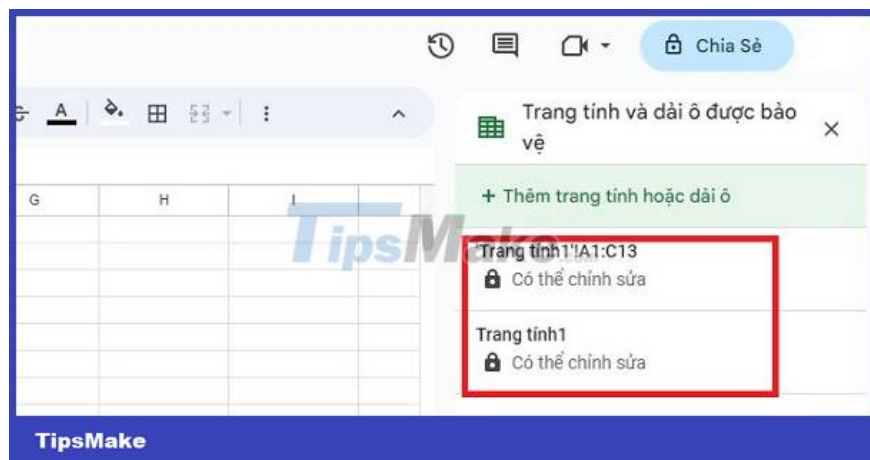 Chia Sẻ
A
Trang tính và dải ô được bảo
vệ
+ Thêm trang tính hoặc dải ô
G H I
TipsMake
.com
'Trang tính1'!A1:C13
Có thể chỉnh sửa
Trang tính1
Có thể chỉnh sửa
TipsMake